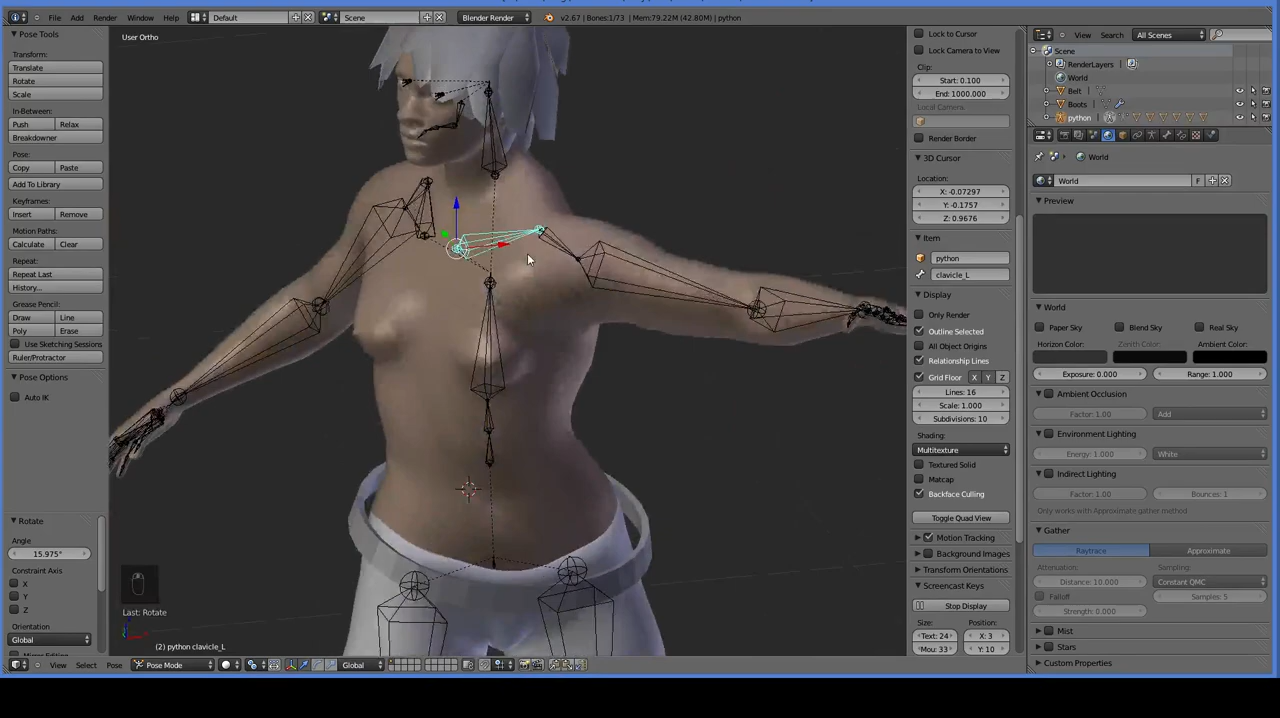 File Add Render Window Help Default Scene Blender Render v2.67 | Bones:1/73 | Mem:79.22M (42.80M) | python
Pose Tools
Transform:
Translate
Rotate
Scale
In-Between:
Push Relax
Breakdowner
Pose:
Copy Paste
Add To Library
Keyframes:
Insert Remove
Motion Paths:
Calculate Clear
Repeat:
Repeat Last
History...
Grease Pencil:
Draw Line
Poly Erase
Use Sketching Sessions
Ruler/Protractor
Pose Options
Auto IK
Rotate
Angle
15.975°
Constraint Axis
X
Y
Z
Orientation
Global
User Ortho
Last: Rotate
(2) python clavicle_L
View Select Pose Pose Mode Global
Lock to Cursor
Lock Camera to View
Clip:
Start: 0.100
End: 1000.000
Local Camera:
Render Border
3D Cursor
Location:
X: -0.07297
Y: -0.1757
Z: 0.9676
Item
python
clavicle_L
Display
Only Render
Outline Selected
All Object Origins
Relationship Lines
Grid Floor X Y Z
Lines: 16
Scale: 1.000
Subdivisions: 10
Shading:
Multitexture
Textured Solid
Matcap
Backface Culling
Toggle Quad View
Motion Tracking
Background Images
Transform Orientations
Screencast Keys
Stop Display
Size: Position:
Text: 24 X: 3
Mou: 33 Y: 10
View Search All Scenes
Scene
RenderLayers
World
Belt
Boots
python
World
World F
Preview
World
Paper Sky Blend Sky Real Sky
Horizon Color: Zenith Color: Ambient Color:
Exposure: 0.000 Range: 1.000
Ambient Occlusion
Factor: 1.00 Add
Environment Lighting
Energy: 1.000 White
Indirect Lighting
Factor: 1.00 Bounces: 1
Only works with Approximate gather method
Gather
Raytrace Approximate
Attenuation: Sampling:
Distance: 10.000 Constant QMC
Falloff Samples: 5
Strength: 0.000
Mist
Stars
Custom Properties